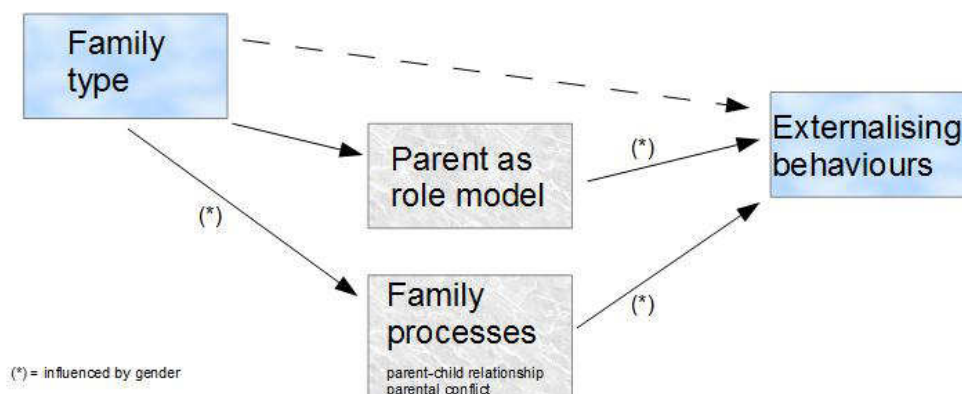 Family
type
Externalising
behaviours
Parent as
role model
(*)
(*)
Family
processes
parent-child relationship
parental conflict
(*)
(*) = influenced by gender